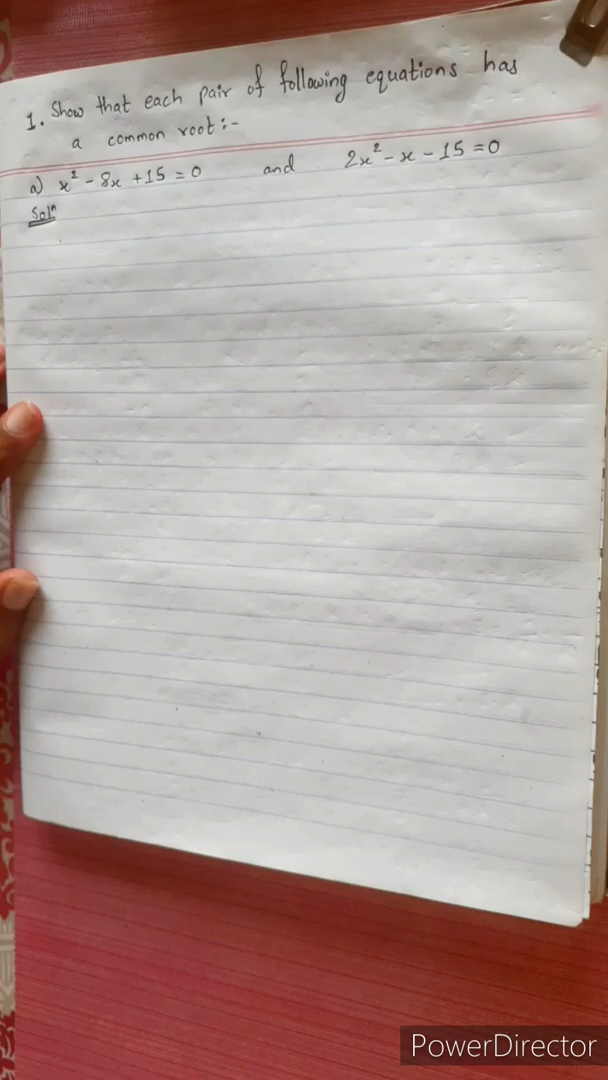 1. Show that each pair of following equations has
a common root:-
a) x² - 8x + 15 = 0 and 2x² - x - 15 = 0
Solⁿ
PowerDirector